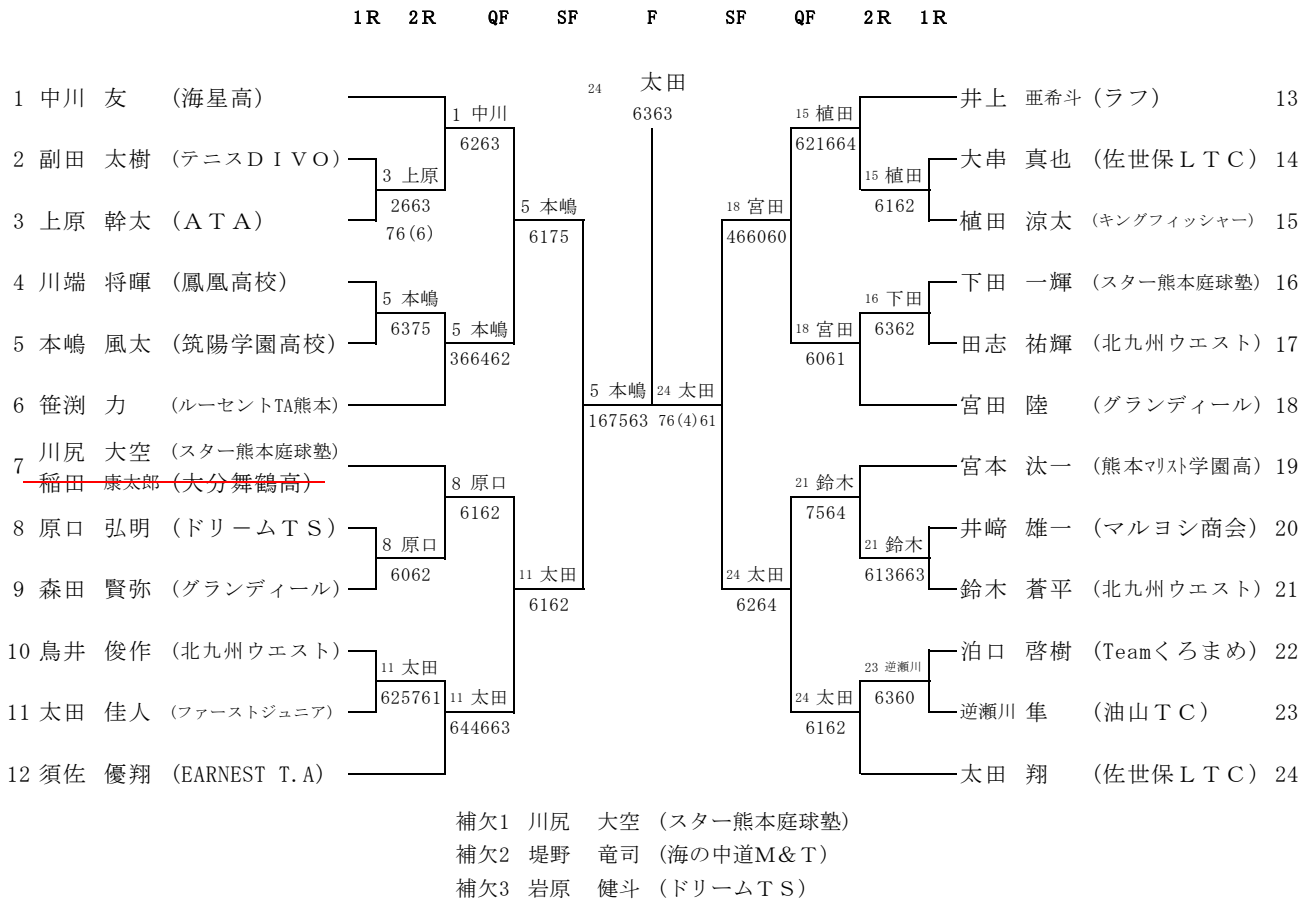 1R 2R QF SF F SF QF 2R 1R
24 太田
6363
1 中川 友 (海星高)
2 副田 太樹 (テニスＤＩＶＯ)
3 上原 幹太 (ＡＴＡ)
4 川端 将暉 (鳳凰高校)
5 本嶋 風太 (筑陽学園高校)
6 笹渕 力 (ルーセントTA熊本)
7 川尻 大空 (スター熊本庭球塾)
稲田 康太郎 (大分舞鶴高)
8 原口 弘明 (ドリームＴＳ)
9 森田 賢弥 (グランディール)
10 鳥井 俊作 (北九州ウエスト)
11 太田 佳人 (ファーストジュニア)
12 須佐 優翔 (EARNEST T.A)
3 上原
2663
76(6)
5 本嶋
6375
8 原口
6062
11 太田
625761
1 中川
6263
5 本嶋
366462
8 原口
6162
11 太田
644663
5 本嶋
6175
11 太田
6162
5 本嶋
167563
24 太田
76(4)61
18 宮田
466060
24 太田
6264
15 植田
621664
18 宮田
6061
21 鈴木
7564
24 太田
6162
15 植田
6162
16 下田
6362
21 鈴木
613663
23 逆瀬川
6360
井上 亜希斗 (ラフ) 13
大串 真也 (佐世保ＬＴＣ) 14
植田 涼太 (キングフィッシャー) 15
下田 一輝 (スター熊本庭球塾) 16
田志 祐輝 (北九州ウエスト) 17
宮田 陸 (グランディール) 18
宮本 汰一 (熊本マリスト学園高) 19
井﨑 雄一 (マルヨシ商会) 20
鈴木 蒼平 (北九州ウエスト) 21
泊口 啓樹 (Teamくろまめ) 22
逆瀬川 隼 (油山ＴＣ) 23
太田 翔 (佐世保ＬＴＣ) 24
補欠1 川尻 大空 (スター熊本庭球塾)
補欠2 堤野 竜司 (海の中道Ｍ＆Ｔ)
補欠3 岩原 健斗 (ドリームＴＳ)